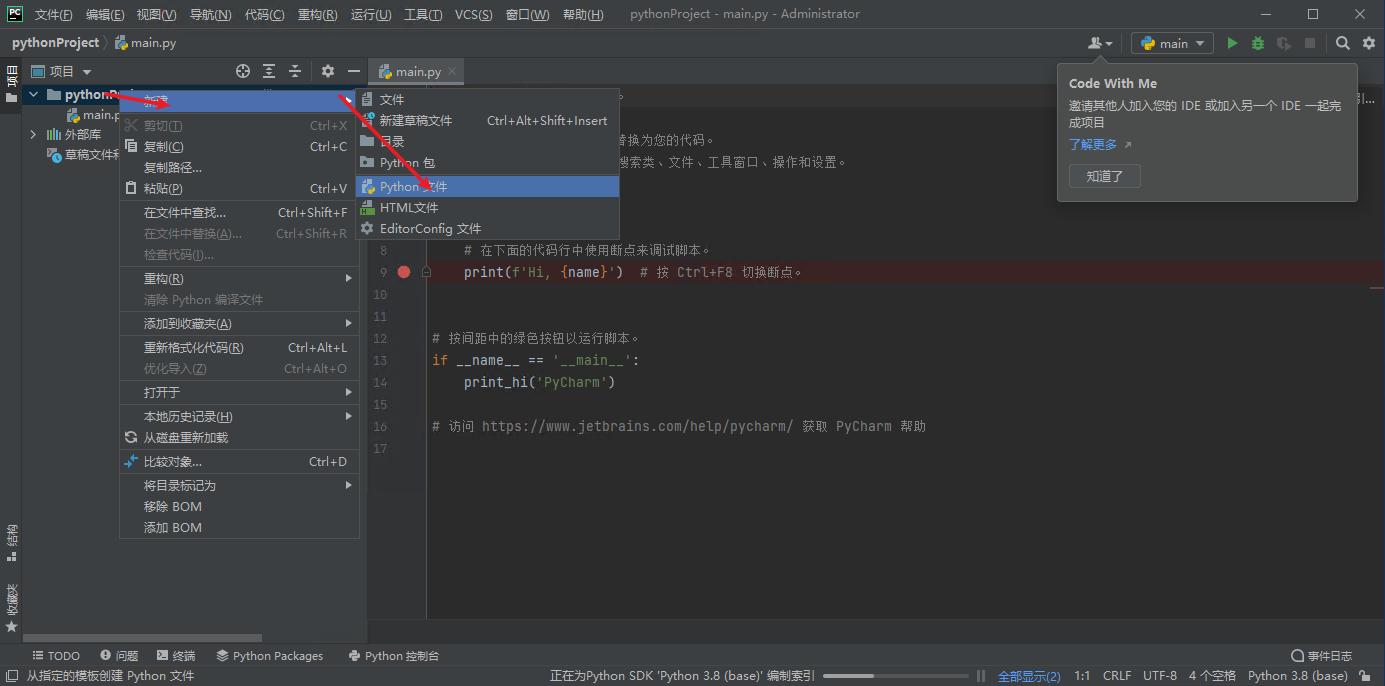 PC 文件(F) 编辑(E) 视图(V) 导航(N) 代码(C) 重构(R) 运行(U) 工具(T) VCS(S) 窗口(W) 帮助(H) pythonProject - main.py - Administrator
pythonProject main.py
main
项目
项目
main.py
main.p
外部库
草稿文件和
新建
剪切(T) Ctrl+X
复制(C) Ctrl+C
复制路径...
粘贴(P) Ctrl+V
在文件中查找... Ctrl+Shift+F
在文件中替换(A)... Ctrl+Shift+R
检查代码(I)...
重构(R)
清除 Python 编译文件
添加到收藏夹(A)
重新格式化代码(R) Ctrl+Alt+L
优化导入(Z) Ctrl+Alt+O
打开于
本地历史记录(H)
从磁盘重新加载
比较对象... Ctrl+D
将目录标记为
移除 BOM
添加 BOM
文件
新建草稿文件 Ctrl+Alt+Shift+Insert
目录
Python 包
Python 文件
HTML文件
EditorConfig 文件
替换为您的代码。
搜索类、文件、工具窗口、操作和设置。
8 # 在下面的代码行中使用断点来调试脚本。
9 print(f'Hi, {name}') # 按 Ctrl+F8 切换断点。
10
11
12 # 按间距中的绿色按钮以运行脚本。
13 if __name__ == '__main__':
14 print_hi('PyCharm')
15
16 # 访问 https://www.jetbrains.com/help/pycharm/ 获取 PyCharm 帮助
17
Code With Me
邀请其他人加入您的 IDE 或加入另一个 IDE 一起完
成项目
了解更多
知道了
结构
收藏夹
TODO 问题 终端 Python Packages Python 控制台 事件日志
从指定的模板创建 Python 文件 正在为Python SDK 'Python 3.8 (base)' 编制索引 全部显示(2) 1:1 CRLF UTF-8 4 个空格 Python 3.8 (base)